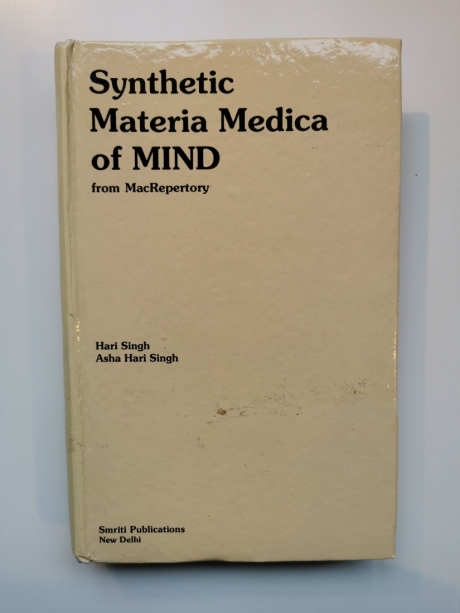 Synthetic
Materia Medica
of MIND
from MacRepertory
Hari Singh
Asha Hari Singh
Smriti Publications
New Delhi